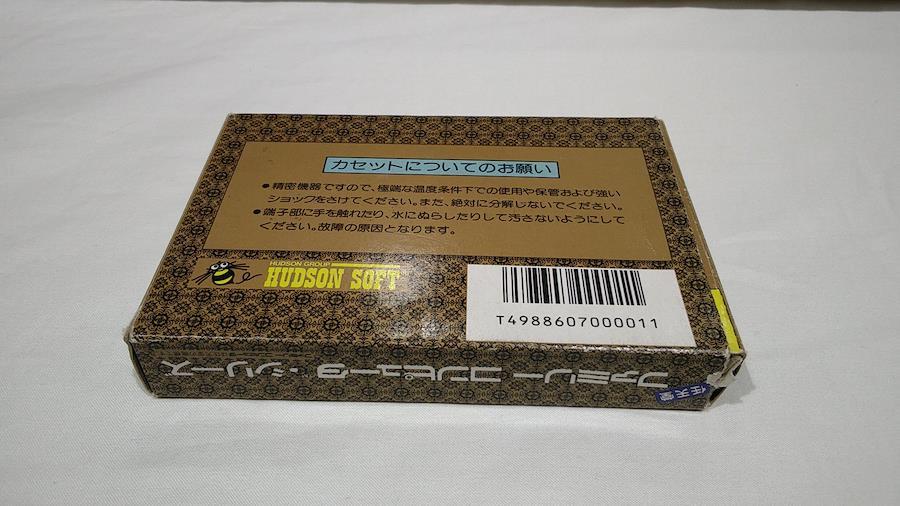 カセットについてのお願い
●精密機器ですので、極端な温度条件下での使用や保管および強い
ショックをさけてください。また、絶対に分解しないでください。
●端子部に手を触れたり、水にぬらしたりして汚さないようにして
ください。故障の原因となります。
HUDSON GROUP
HUDSON SOFT
T4988607000011
ファミリー コンピュータ・シリーズ
任天堂